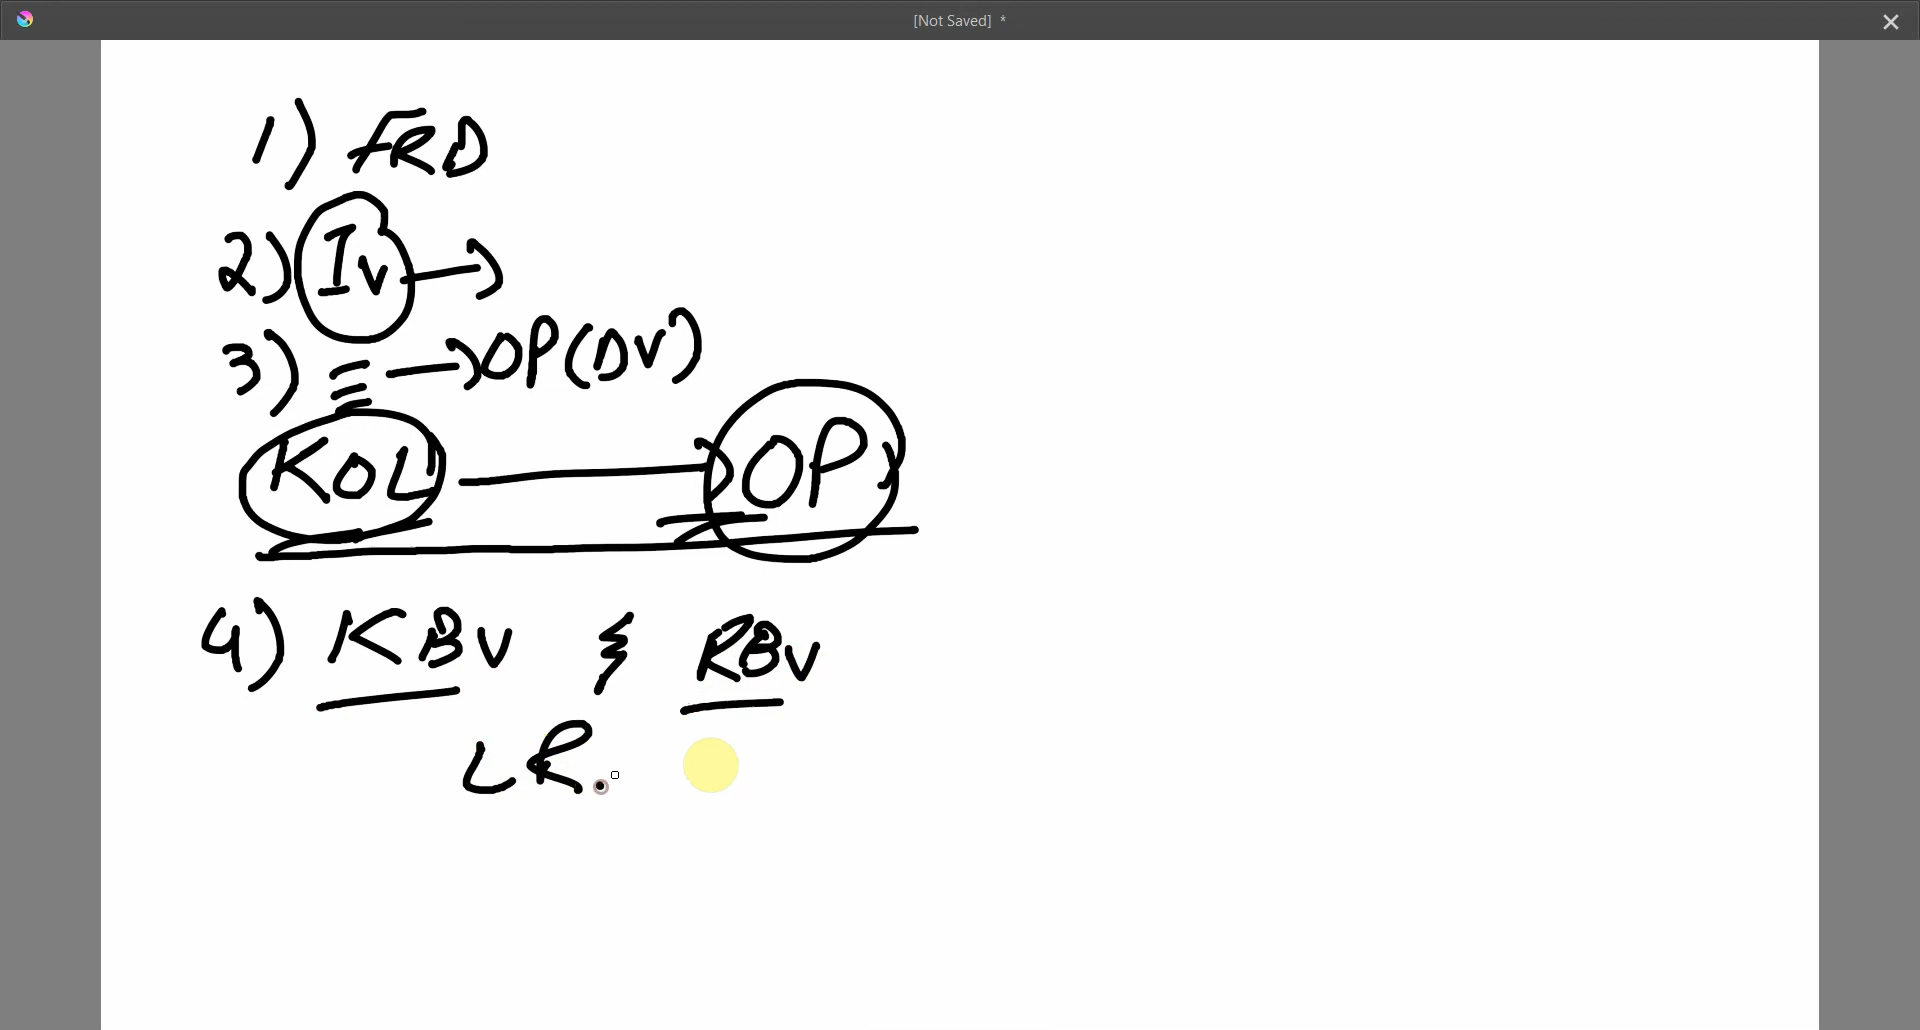 [Not Saved] *
1) FRD
2) Iv →
3) → OP(DV)
KOL → OP
4) KBv & RBv
LR.